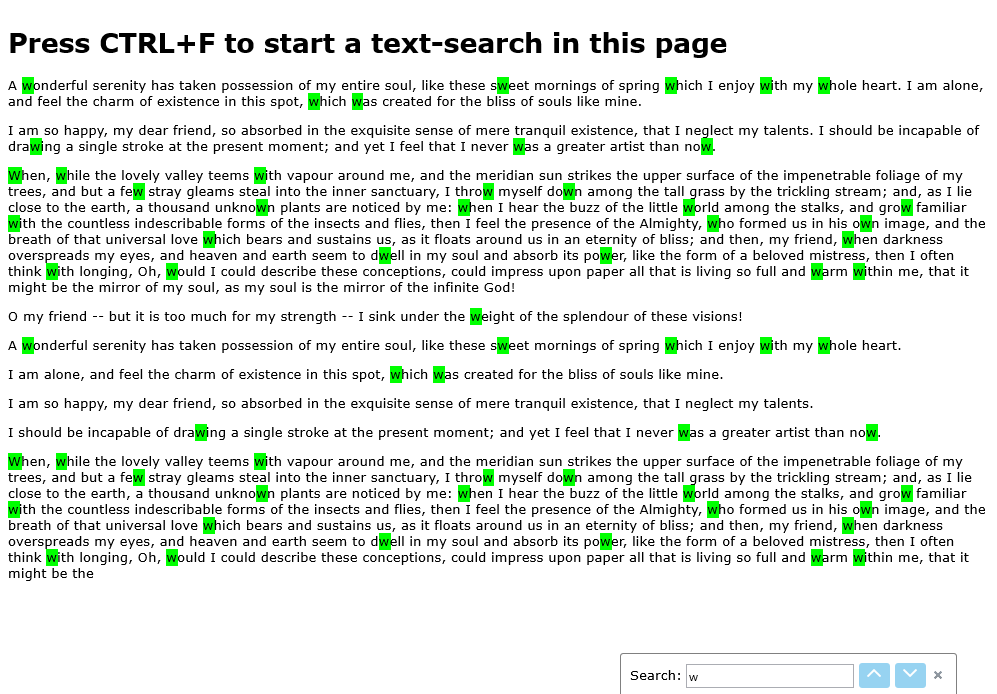 Press CTRL+F to start a text-search in this page
A wonderful serenity has taken possession of my entire soul, like these sweet mornings of spring which I enjoy with my whole heart. I am alone,
and feel the charm of existence in this spot, which was created for the bliss of souls like mine.
I am so happy, my dear friend, so absorbed in the exquisite sense of mere tranquil existence, that I neglect my talents. I should be incapable of
drawing a single stroke at the present moment; and yet I feel that I never was a greater artist than now.
When, while the lovely valley teems with vapour around me, and the meridian sun strikes the upper surface of the impenetrable foliage of my
trees, and but a few stray gleams steal into the inner sanctuary, I throw myself down among the tall grass by the trickling stream; and, as I lie
close to the earth, a thousand unknown plants are noticed by me: when I hear the buzz of the little world among the stalks, and grow familiar
with the countless indescribable forms of the insects and flies, then I feel the presence of the Almighty, who formed us in his own image, and the
breath of that universal love which bears and sustains us, as it floats around us in an eternity of bliss; and then, my friend, when darkness
overspreads my eyes, and heaven and earth seem to dwell in my soul and absorb its power, like the form of a beloved mistress, then I often
think with longing, Oh, would I could describe these conceptions, could impress upon paper all that is living so full and warm within me, that it
might be the mirror of my soul, as my soul is the mirror of the infinite God!
O my friend -- but it is too much for my strength -- I sink under the weight of the splendour of these visions!
A wonderful serenity has taken possession of my entire soul, like these sweet mornings of spring which I enjoy with my whole heart.
I am alone, and feel the charm of existence in this spot, which was created for the bliss of souls like mine.
I am so happy, my dear friend, so absorbed in the exquisite sense of mere tranquil existence, that I neglect my talents.
I should be incapable of drawing a single stroke at the present moment; and yet I feel that I never was a greater artist than now.
When, while the lovely valley teems with vapour around me, and the meridian sun strikes the upper surface of the impenetrable foliage of my
trees, and but a few stray gleams steal into the inner sanctuary, I throw myself down among the tall grass by the trickling stream; and, as I lie
close to the earth, a thousand unknown plants are noticed by me: when I hear the buzz of the little world among the stalks, and grow familiar
with the countless indescribable forms of the insects and flies, then I feel the presence of the Almighty, who formed us in his own image, and the
breath of that universal love which bears and sustains us, as it floats around us in an eternity of bliss; and then, my friend, when darkness
overspreads my eyes, and heaven and earth seem to dwell in my soul and absorb its power, like the form of a beloved mistress, then I often
think with longing, Oh, would I could describe these conceptions, could impress upon paper all that is living so full and warm within me, that it
might be the
Search: w